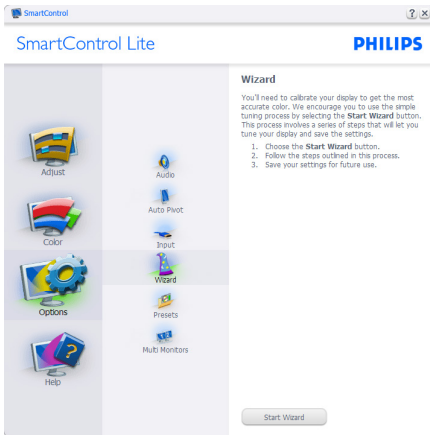 SmartControl
? x
SmartControl Lite
PHILIPS
Adjust
Color
Options
Help
Audio
Auto Pivot
Input
Wizard
Presets
Multi Monitors
Wizard
You'll need to calibrate your display to get the most
accurate color. We encourage you to use the simple
tuning process by selecting the Start Wizard button.
This process involves a series of steps that will let you
tune your display and save the settings.
1. Choose the Start Wizard button.
2. Follow the steps outlined in this process.
3. Save your settings for future use.
Start Wizard